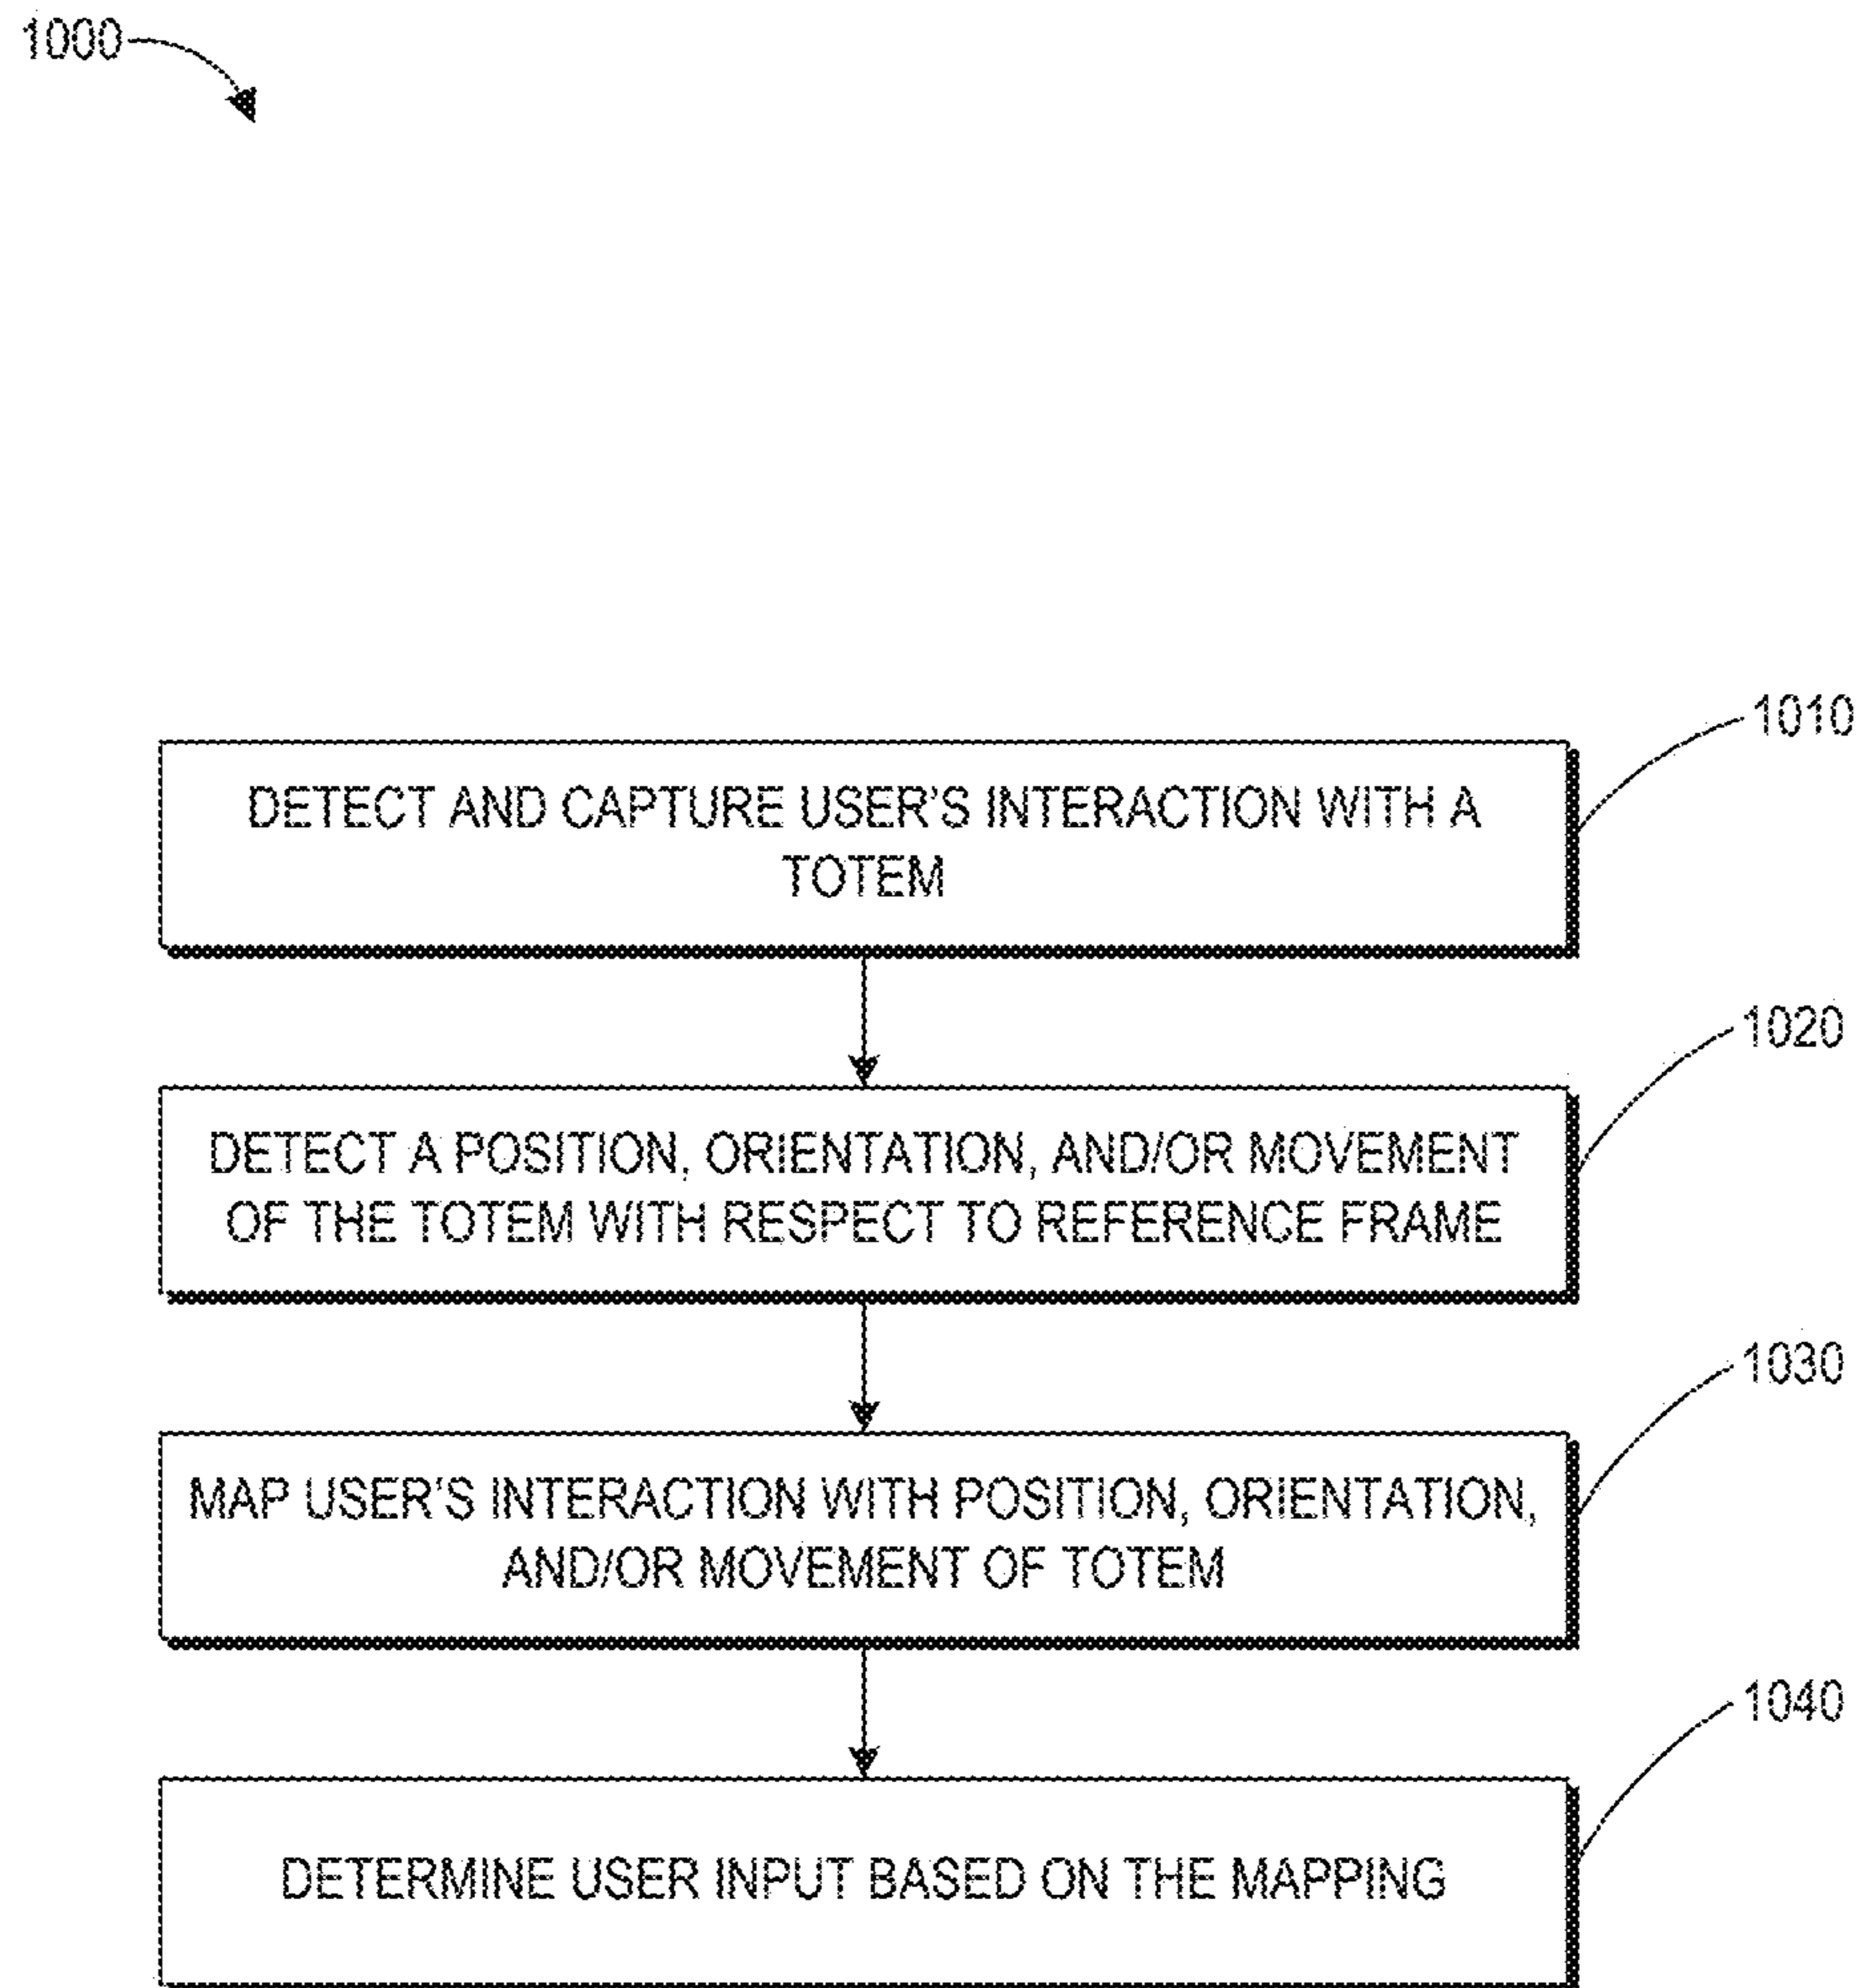 1000
1010
DETECT AND CAPTURE USER'S INTERACTION WITH A
TOTEM
1020
DETECT A POSITION, ORIENTATION, AND/OR MOVEMENT
OF THE TOTEM WITH RESPECT TO REFERENCE FRAME
1030
MAP USER'S INTERACTION WITH POSITION, ORIENTATION,
AND/OR MOVEMENT OF TOTEM
1040
DETERMINE USER INPUT BASED ON THE MAPPING